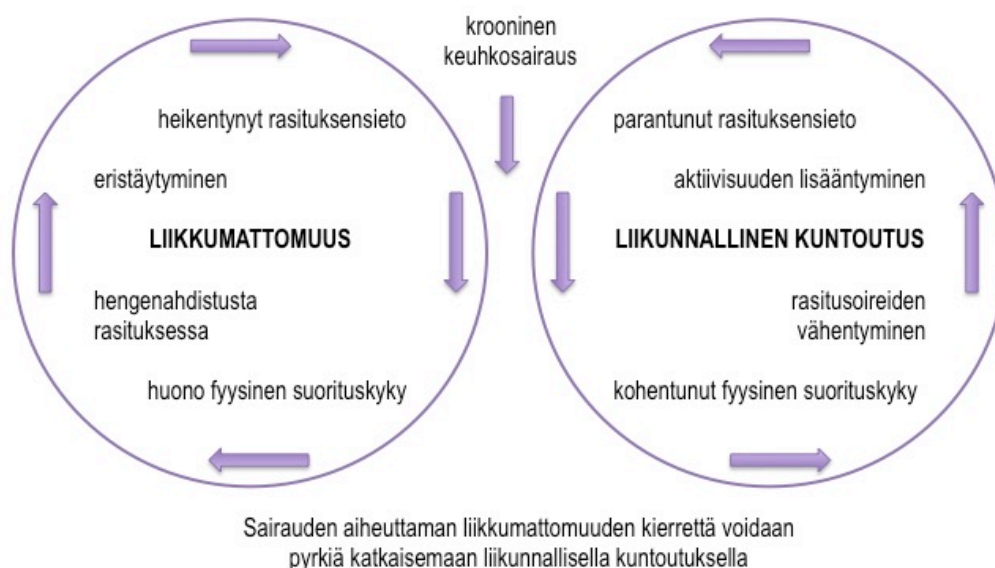 krooninen
keuhkosairaus
heikentynyt rasituksensieto
eristäytyminen
LIIKKUMATTOMUUS
hengenahdistusta
rasituksessa
huono fyysinen suorituskyky
parantunut rasituksensieto
aktiivisuuden lisääntyminen
LIIKUNNALLINEN KUNTOUTUS
rasitusoireiden
vähentyminen
kohentunut fyysinen suorituskyky
Sairauden aiheuttaman liikkumattomuuden kierrettä voidaan
pyrkiä katkaisemaan liikunnallisella kuntoutuksella